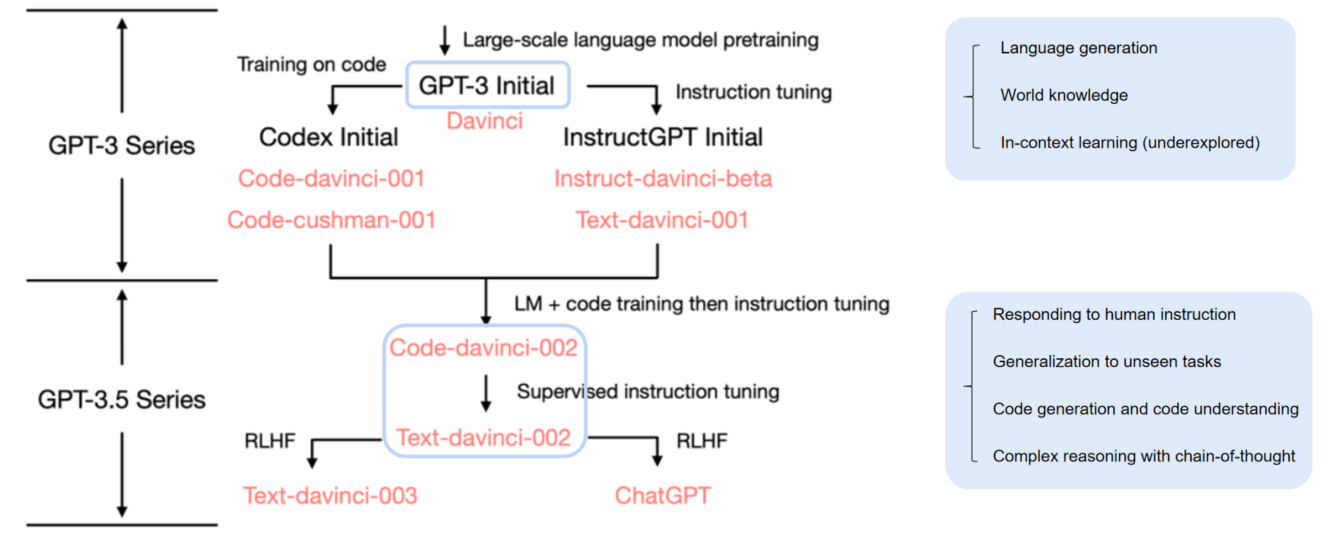 Large-scale language model pretraining
Training on code
GPT-3 Initial
Instruction tuning
Davinci
GPT-3 Series
Codex Initial
InstructGPT Initial
Code-davinci-001
Instruct-davinci-beta
Code-cushman-001
Text-davinci-001
LM + code training then instruction tuning
Code-davinci-002
GPT-3.5 Series
Supervised instruction tuning
RLHF
Text-davinci-002
RLHF
Text-davinci-003
ChatGPT
Language generation
World knowledge
In-context learning (underexplored)
Responding to human instruction
Generalization to unseen tasks
Code generation and code understanding
Complex reasoning with chain-of-thought